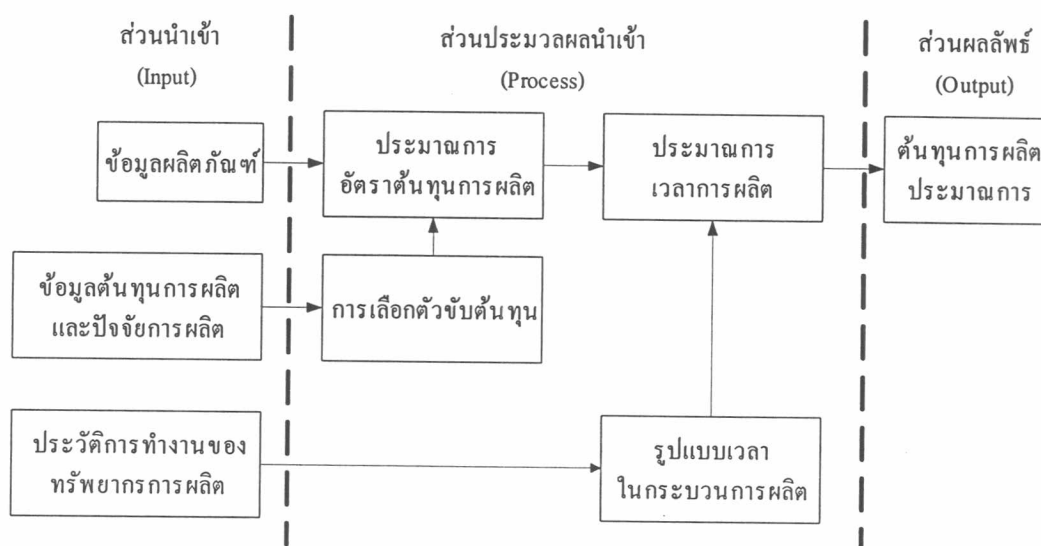 ส่วนนำเข้า
(Input)
ส่วนประมวลผลนำเข้า
(Process)
ส่วนผลลัพธ์
(Output)
ข้อมูลผลิตภัณฑ์
ประมาณการ
อัตราต้นทุนการผลิต
ประมาณการ
เวลาการผลิต
ต้นทุนการผลิต
ประมาณการ
ข้อมูลต้นทุนการผลิต
และปัจจัยการผลิต
การเลือกตัวขับต้นทุน
ประวัติการทำงานของ
ทรัพยากรการผลิต
รูปแบบเวลา
ในกระบวนการผลิต